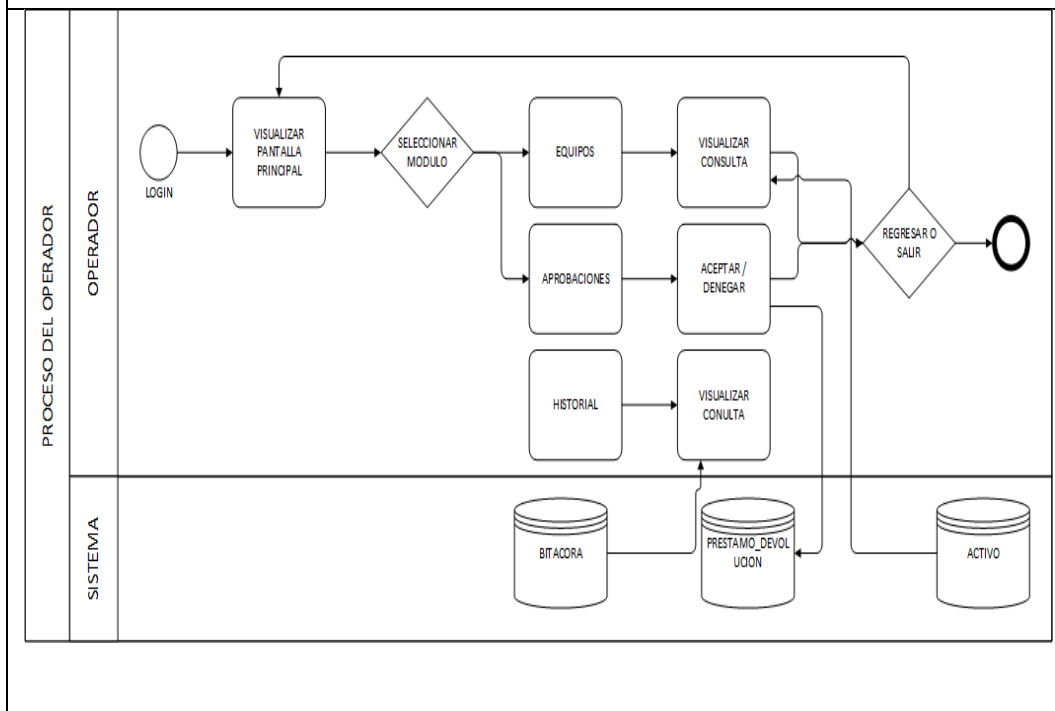 PROCESO DEL OPERADOR
OPERADOR
LOGIN
VISUALIZAR
PANTALLA
PRINCIPAL
SELECCIONAR
MODULO
EQUIPOS
VISUALIZAR
CONSULTA
APROBACIONES
ACEPTAR /
DENEGAR
REGRESAR O
SALIR
HISTORIAL
VISUALIZAR
CONULTA
SISTEMA
BITACORA
PRESTAMO_DEVOL
UCION
ACTIVO